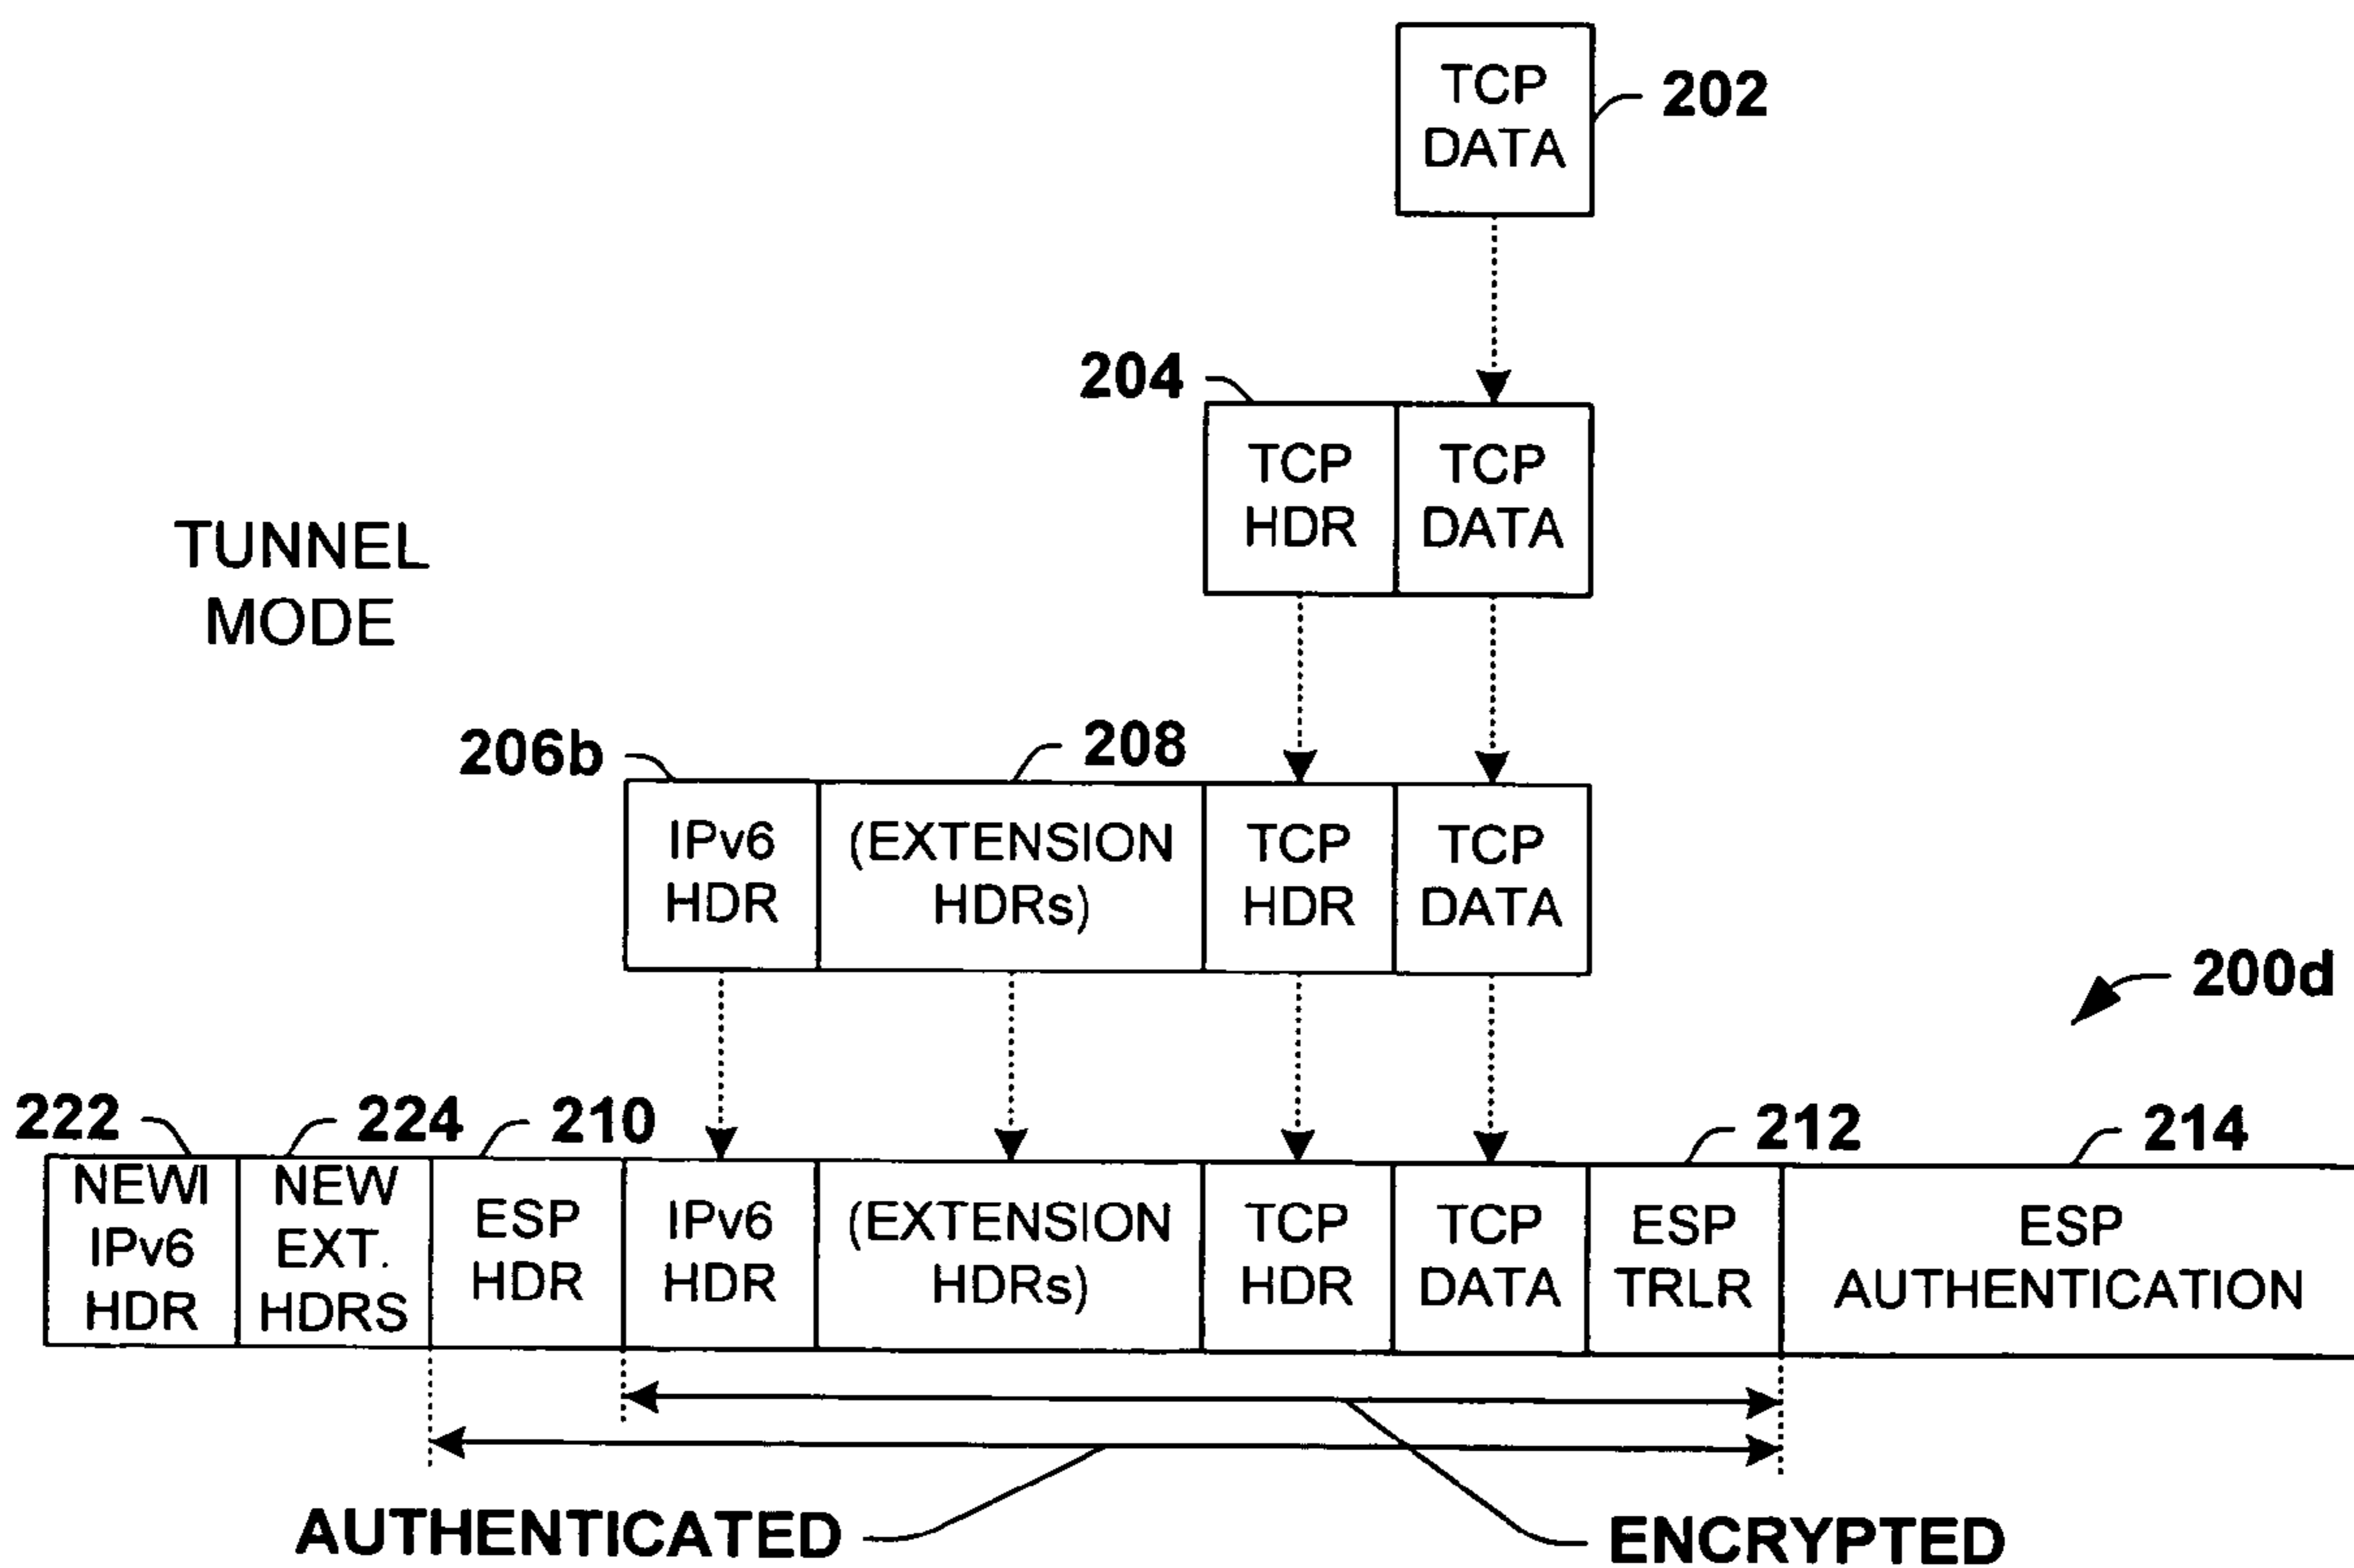 TCP
DATA
202
204
TCP
HDR
TCP
DATA
TUNNEL
MODE
206b
208
IPv6
HDR
(EXTENSION
HDRs)
TCP
HDR
TCP
DATA
200d
222
224
210
212
214
NEWI
IPv6
HDR
NEW
EXT.
HDRS
ESP
HDR
IPv6
HDR
(EXTENSION
HDRs)
TCP
HDR
TCP
DATA
ESP
TRLR
ESP
AUTHENTICATION
AUTHENTICATED
ENCRYPTED